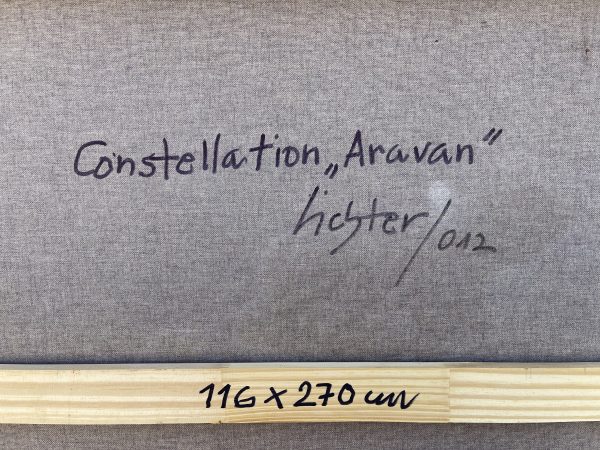 Constellation „Aravan“
Lichter/012
116 x 270 cm